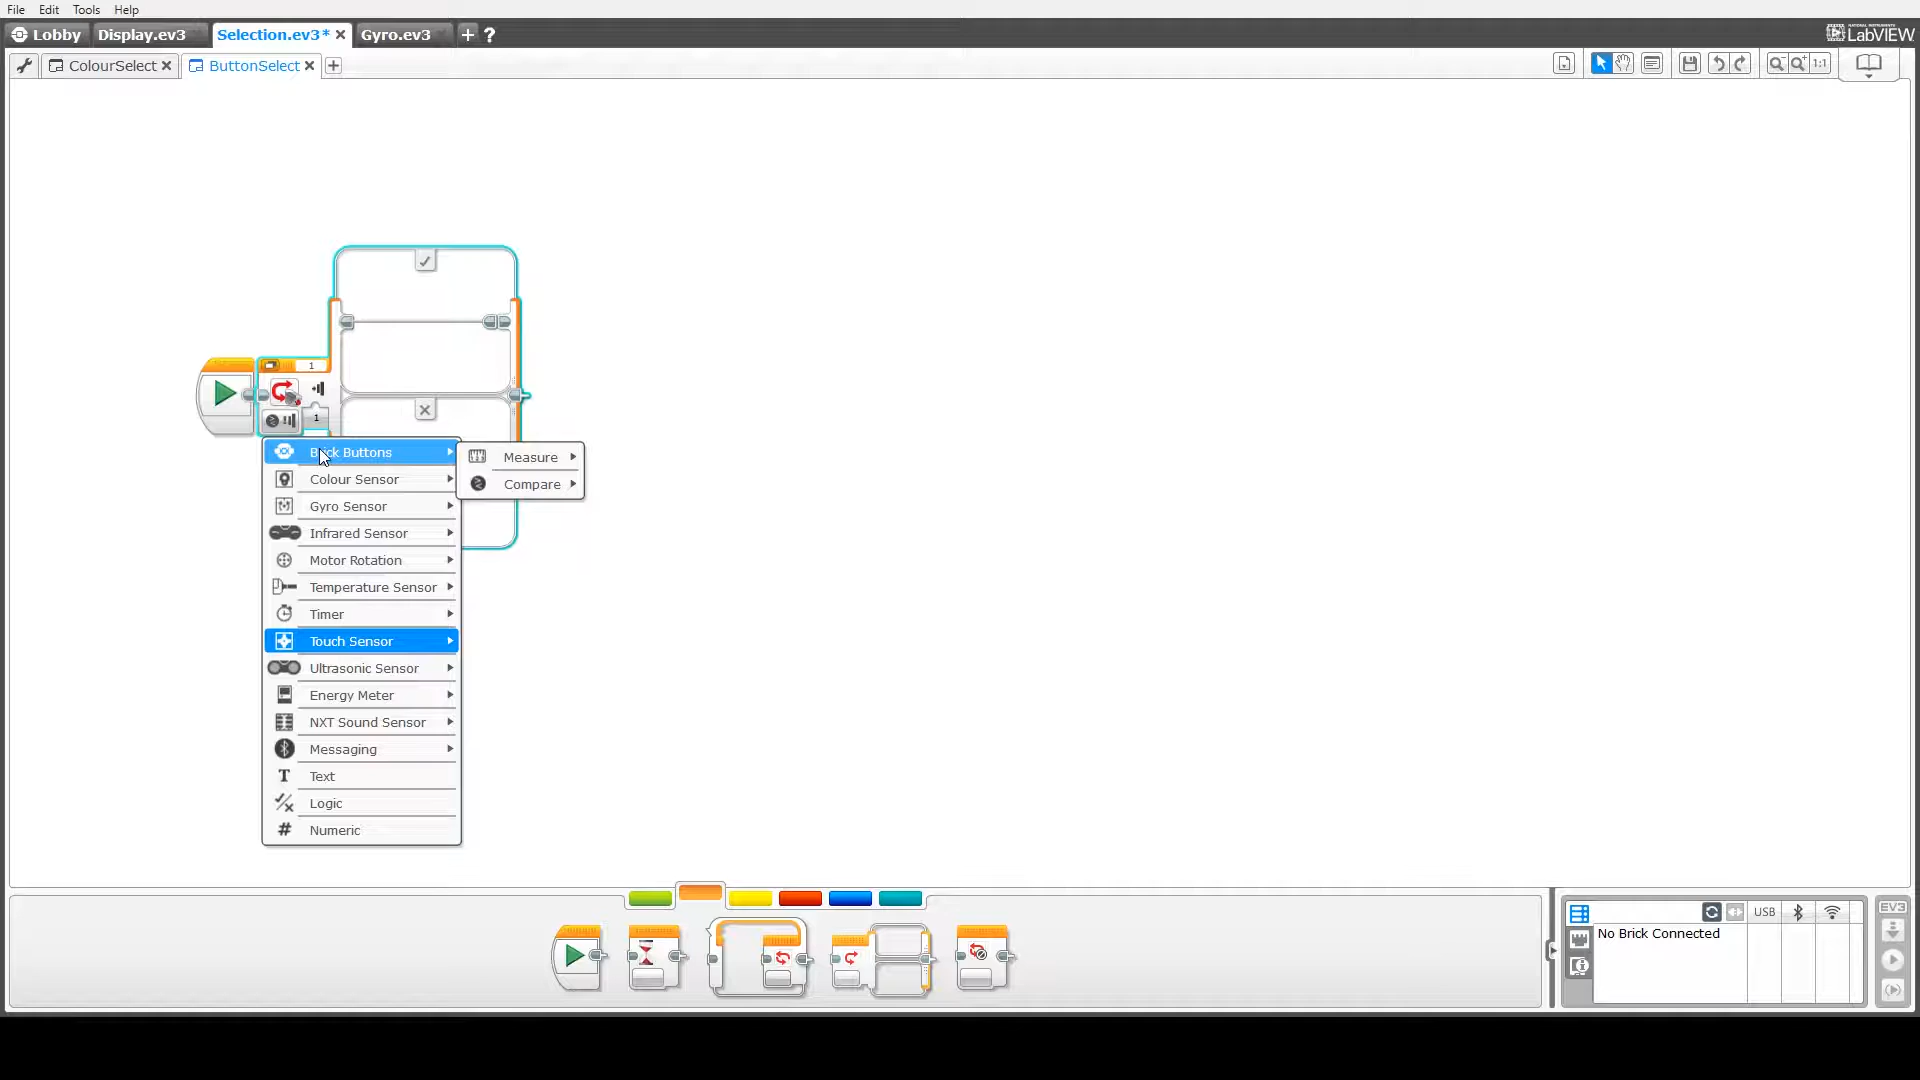 File Edit Tools Help
Lobby Display.ev3 Selection.ev3* Gyro.ev3 + ?
LabVIEW
ColourSelect ButtonSelect
1:1
1
1
Brick Buttons
Measure
Colour Sensor
Compare
Gyro Sensor
Infrared Sensor
Motor Rotation
Temperature Sensor
Timer
Touch Sensor
Ultrasonic Sensor
Energy Meter
NXT Sound Sensor
Messaging
T Text
Logic
# Numeric
USB
EV3
No Brick Connected